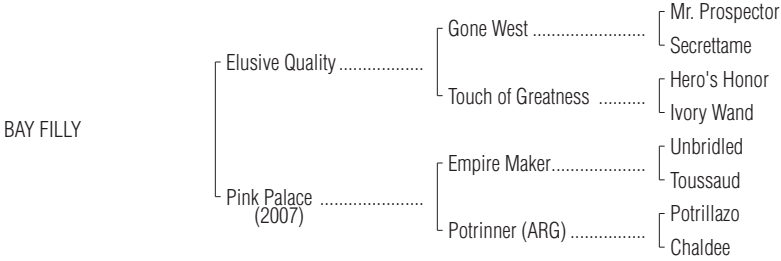 Mr. Prospector
Gone West ........................
Secrettame
Elusive Quality ..................
Hero's Honor
Touch of Greatness ..........
Ivory Wand
BAY FILLY
Unbridled
Empire Maker....................
Toussaud
Pink Palace ......................
(2007)
Potrillazo
Potrinner (ARG) ................
Chaldee